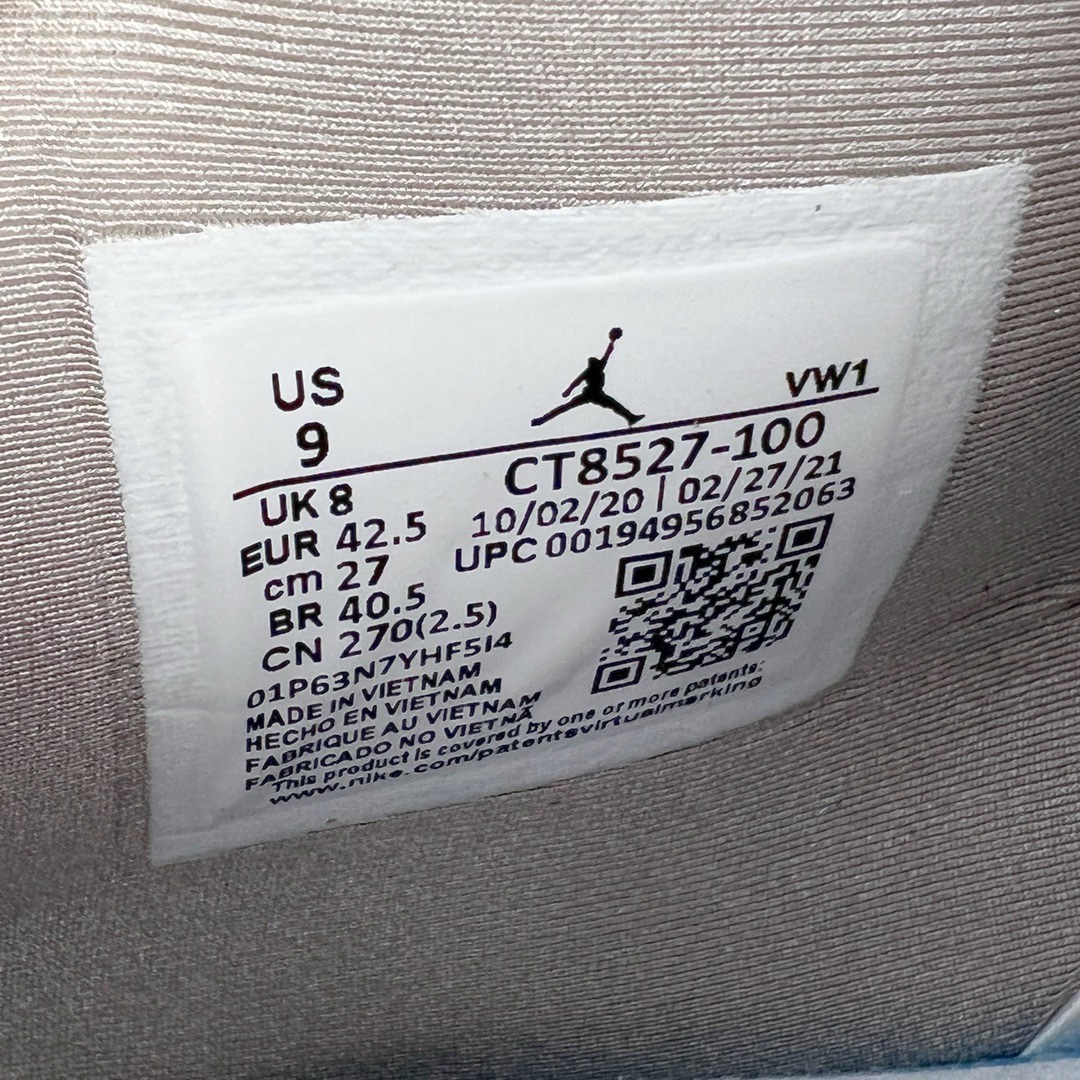 US
9
VW1
UK 8
CT8527-100
EUR 42.5
10/02/20 | 02/27/21
cm 27
UPC 00194956852063
BR 40.5
CN 270(2.5)
01P63N7YHF5I4
MADE IN VIETNAM
HECHO EN VIETNAM
FABRIQUE AU VIETNAM
FABRICADO NO VIETNÃ
This product is covered by one or more patents:
www.nike.com/patentsvirtualmarking